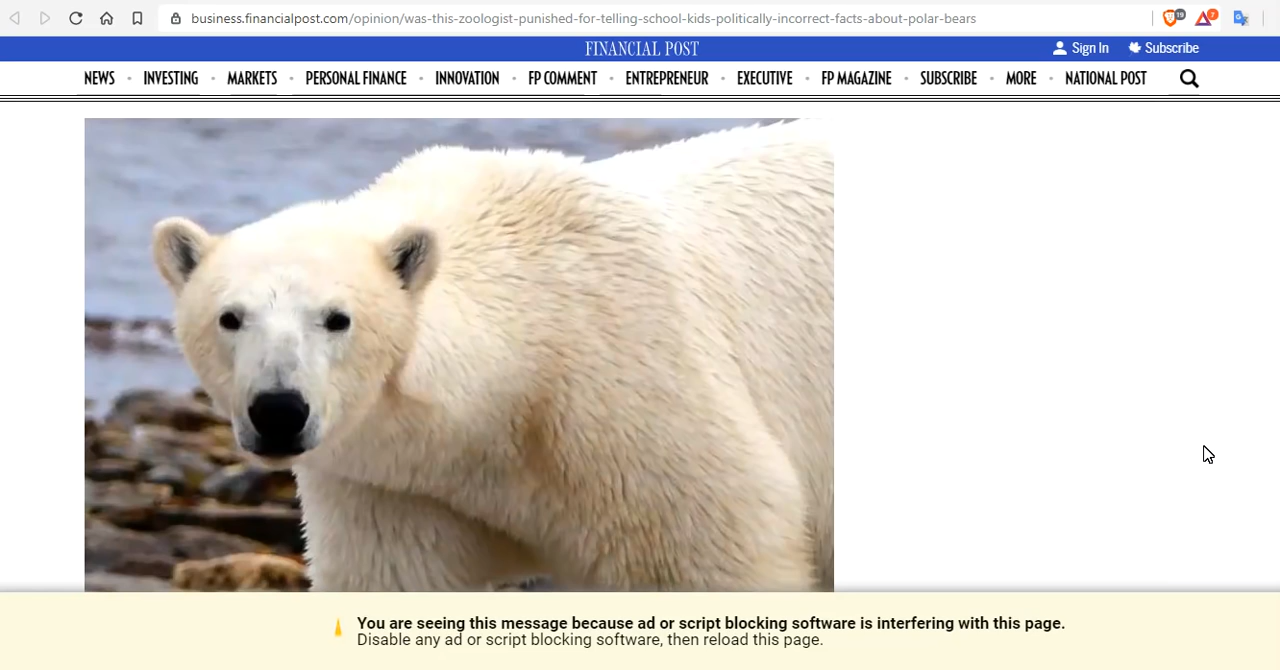 business.financialpost.com/opinion/was-this-zoologist-punished-for-telling-school-kids-politically-incorrect-facts-about-polar-bears
19
7
FINANCIAL POST
Sign In
Subscribe
NEWS • INVESTING • MARKETS • PERSONAL FINANCE • INNOVATION • FP COMMENT • ENTREPRENEUR • EXECUTIVE • FP MAGAZINE • SUBSCRIBE • MORE • NATIONAL POST
You are seeing this message because ad or script blocking software is interfering with this page.
Disable any ad or script blocking software, then reload this page.